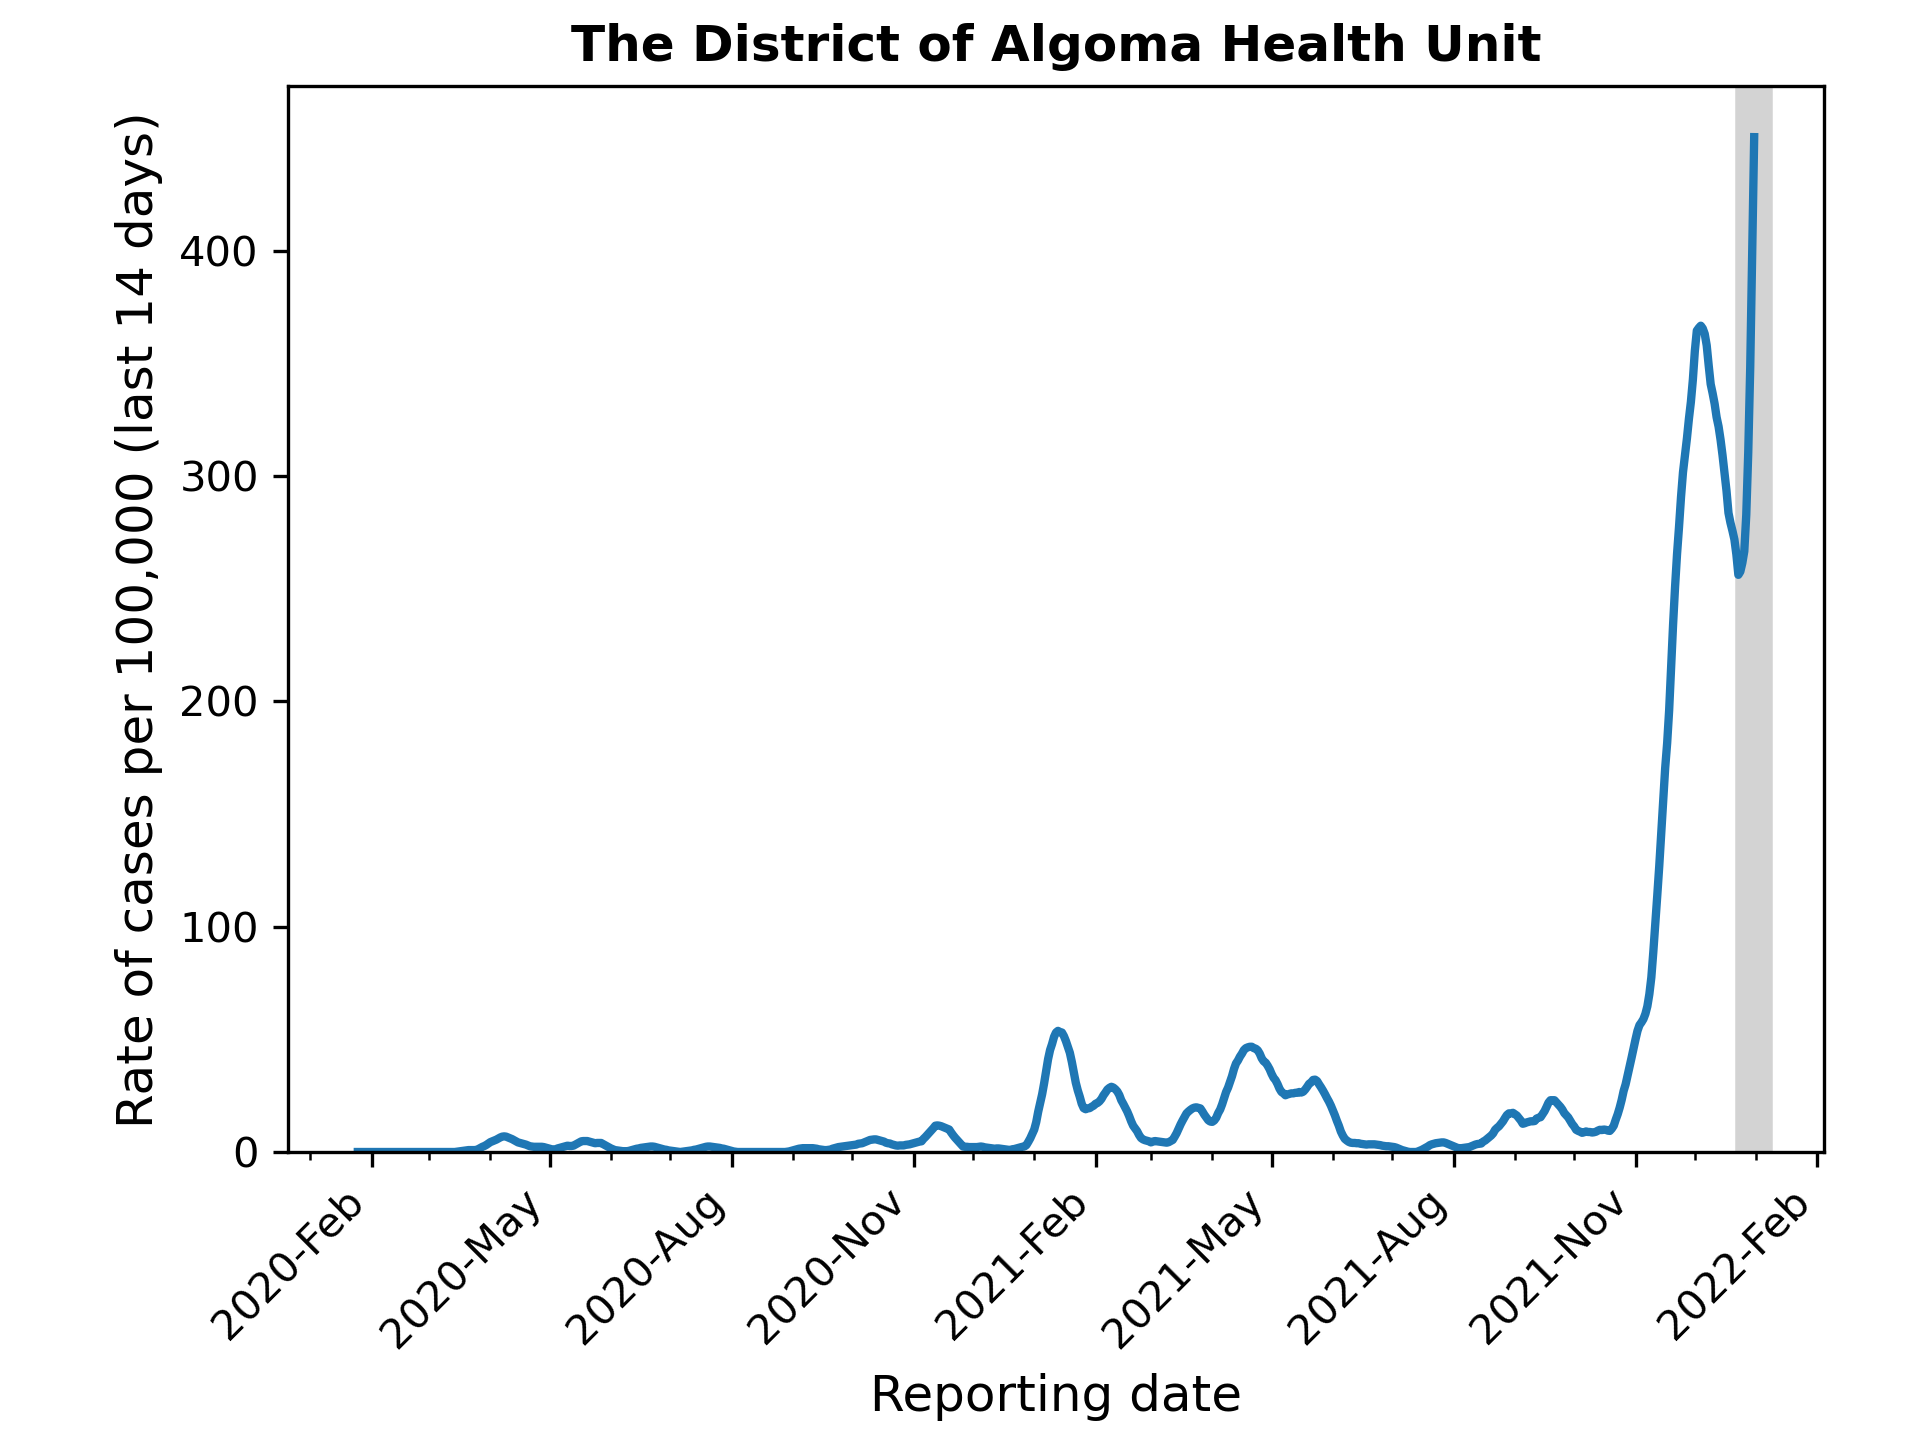 The District of Algoma Health Unit
Rate of cases per 100,000 (last 14 days)
400
300
200
100
0
2020-Feb
2020-May
2020-Aug
2020-Nov
2021-Feb
2021-May
2021-Aug
2021-Nov
2022-Feb
Reporting date